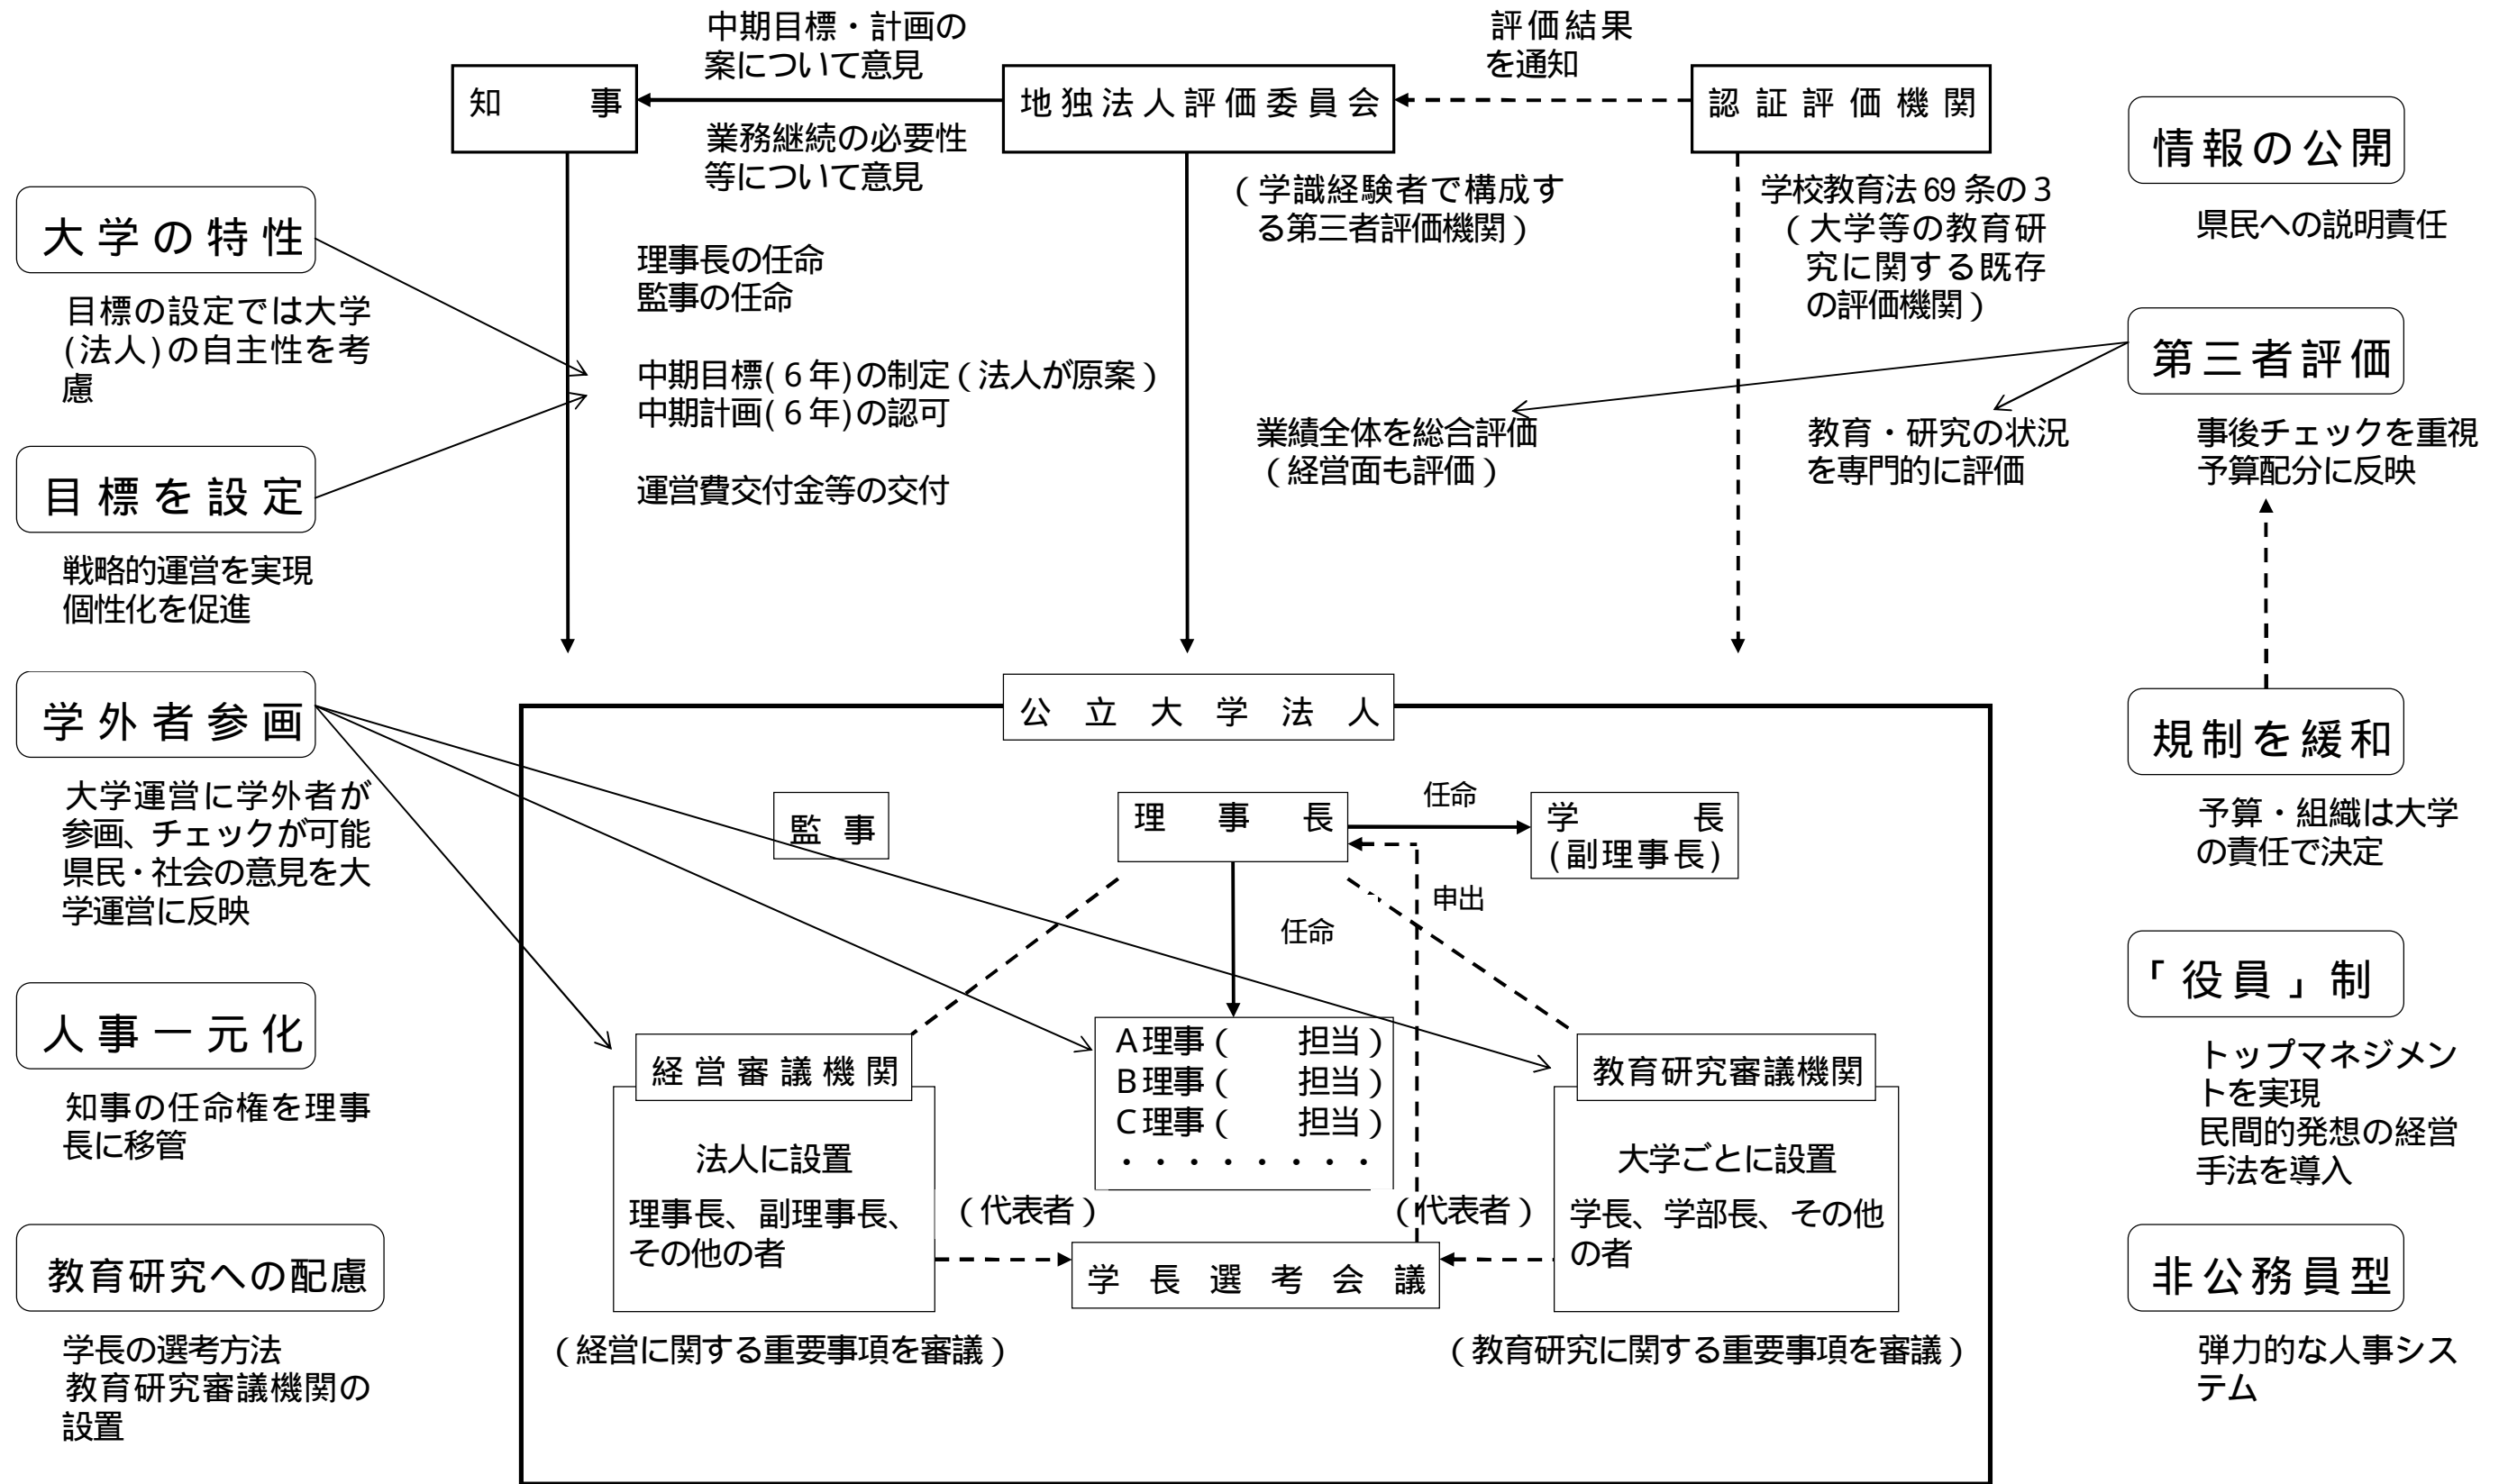 中期目標・計画の
案について意見
評価結果
を通知
知　事
地独法人評価委員会
認証評価機関
業務継続の必要性
等について意見
（学識経験者で構成す
る第三者評価機関）
学校教育法69条の3
（大学等の教育研
究に関する既存
の評価機関）
大学の特性
目標の設定では大学
(法人)の自主性を考
慮
目標を設定
戦略的運営を実現
個性化を促進
理事長の任命
監事の任命
中期目標(６年)の制定（法人が原案）
中期計画(６年)の認可
運営費交付金等の交付
業績全体を総合評価
（経営面も評価）
教育・研究の状況
を専門的に評価
情報の公開
県民への説明責任
第三者評価
事後チェックを重視
予算配分に反映
学外者参画
大学運営に学外者が
参画、チェックが可能
県民・社会の意見を大
学運営に反映
人事一元化
知事の任命権を理事
長に移管
教育研究への配慮
学長の選考方法
教育研究審議機関の
設置
公立大学法人
監事
理事長
任命
学長
(副理事長)
申出
任命
経営審議機関
法人に設置
理事長、副理事長、
その他の者
（経営に関する重要事項を審議）
Ａ理事（　　担当）
Ｂ理事（　　担当）
Ｃ理事（　　担当）
・・・・・・・・
（代表者）
（代表者）
学長選考会議
教育研究審議機関
大学ごとに設置
学長、学部長、その他
の者
（教育研究に関する重要事項を審議）
規制を緩和
予算・組織は大学
の責任で決定
「役員」制
トップマネジメン
トを実現
民間的発想の経営
手法を導入
非公務員型
弾力的な人事シス
テム